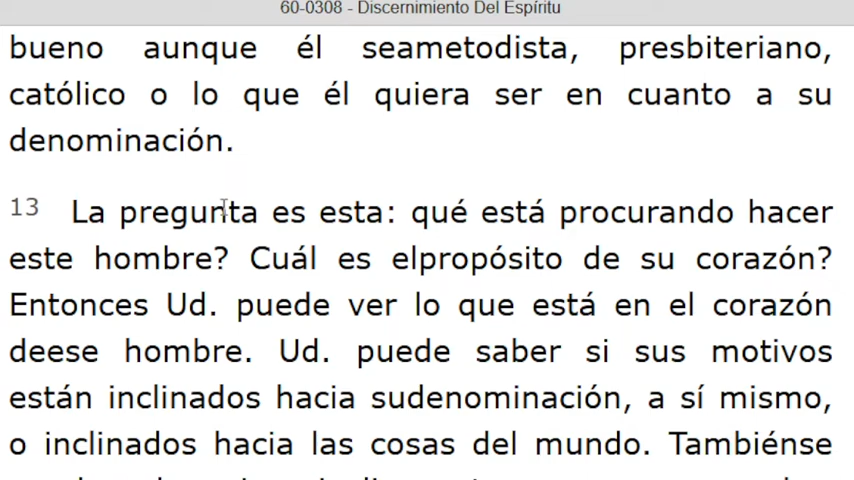 60-0308 - Discernimiento Del Espíritu
bueno aunque él seametodista, presbiteriano,
católico o lo que él quiera ser en cuanto a su
denominación.
13 La pregunta es esta: qué está procurando hacer
este hombre? Cuál es elpropósito de su corazón?
Entonces Ud. puede ver lo que está en el corazón
deese hombre. Ud. puede saber si sus motivos
están inclinados hacia sudenominación, a sí mismo,
o inclinados hacia las cosas del mundo. Tambiénse